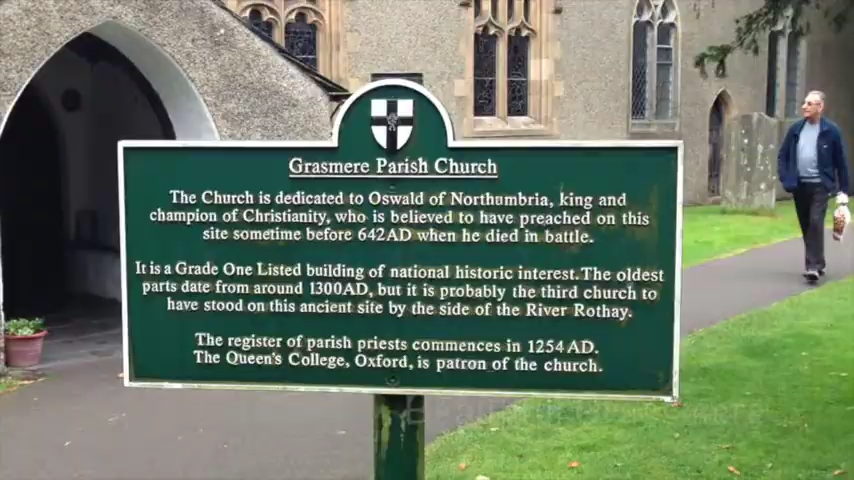 Grasmere Parish Church
The Church is dedicated to Oswald of Northumbria, king and
champion of Christianity, who is believed to have preached on this
site sometime before 642AD when he died in battle.
It is a Grade One Listed building of national historic interest. The oldest
parts date from around 1300AD, but it is probably the third church to
have stood on this ancient site by the side of the River Rothay.
The register of parish priests commences in 1254 AD.
The Queen's College, Oxford, is patron of the church.